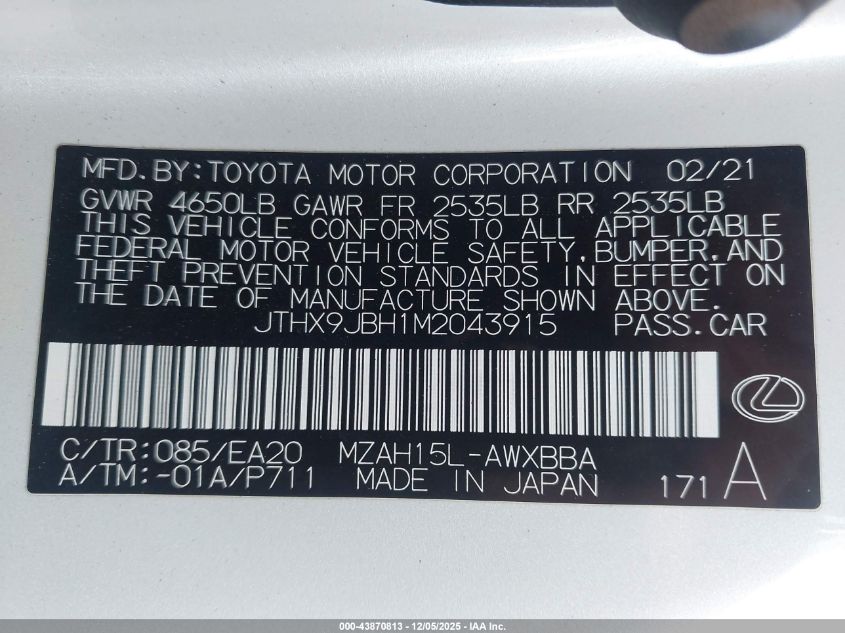 MFD.BY:TOYOTA MOTOR CORPORATION 02/21
GVWR 4650LB GAWR FR 2535LB RR 2535LB
THIS VEHICLE CONFORMS TO ALL APPLICABLE
FEDERAL MOTOR VEHICLE SAFETY,BUMPER,AND
THEFT PREVENTION STANDARDS IN EFFECT ON
THE DATE OF MANUFACTURE SHOWN ABOVE.
JTHX9JBH1M2043915 PASS.CAR
C/TR:085/EA20 MZAH15L-AWXBBA
A/TM:-01A/P711 MADE IN JAPAN 171 A
000-43870813 - 12/05/2025 - IAA Inc.